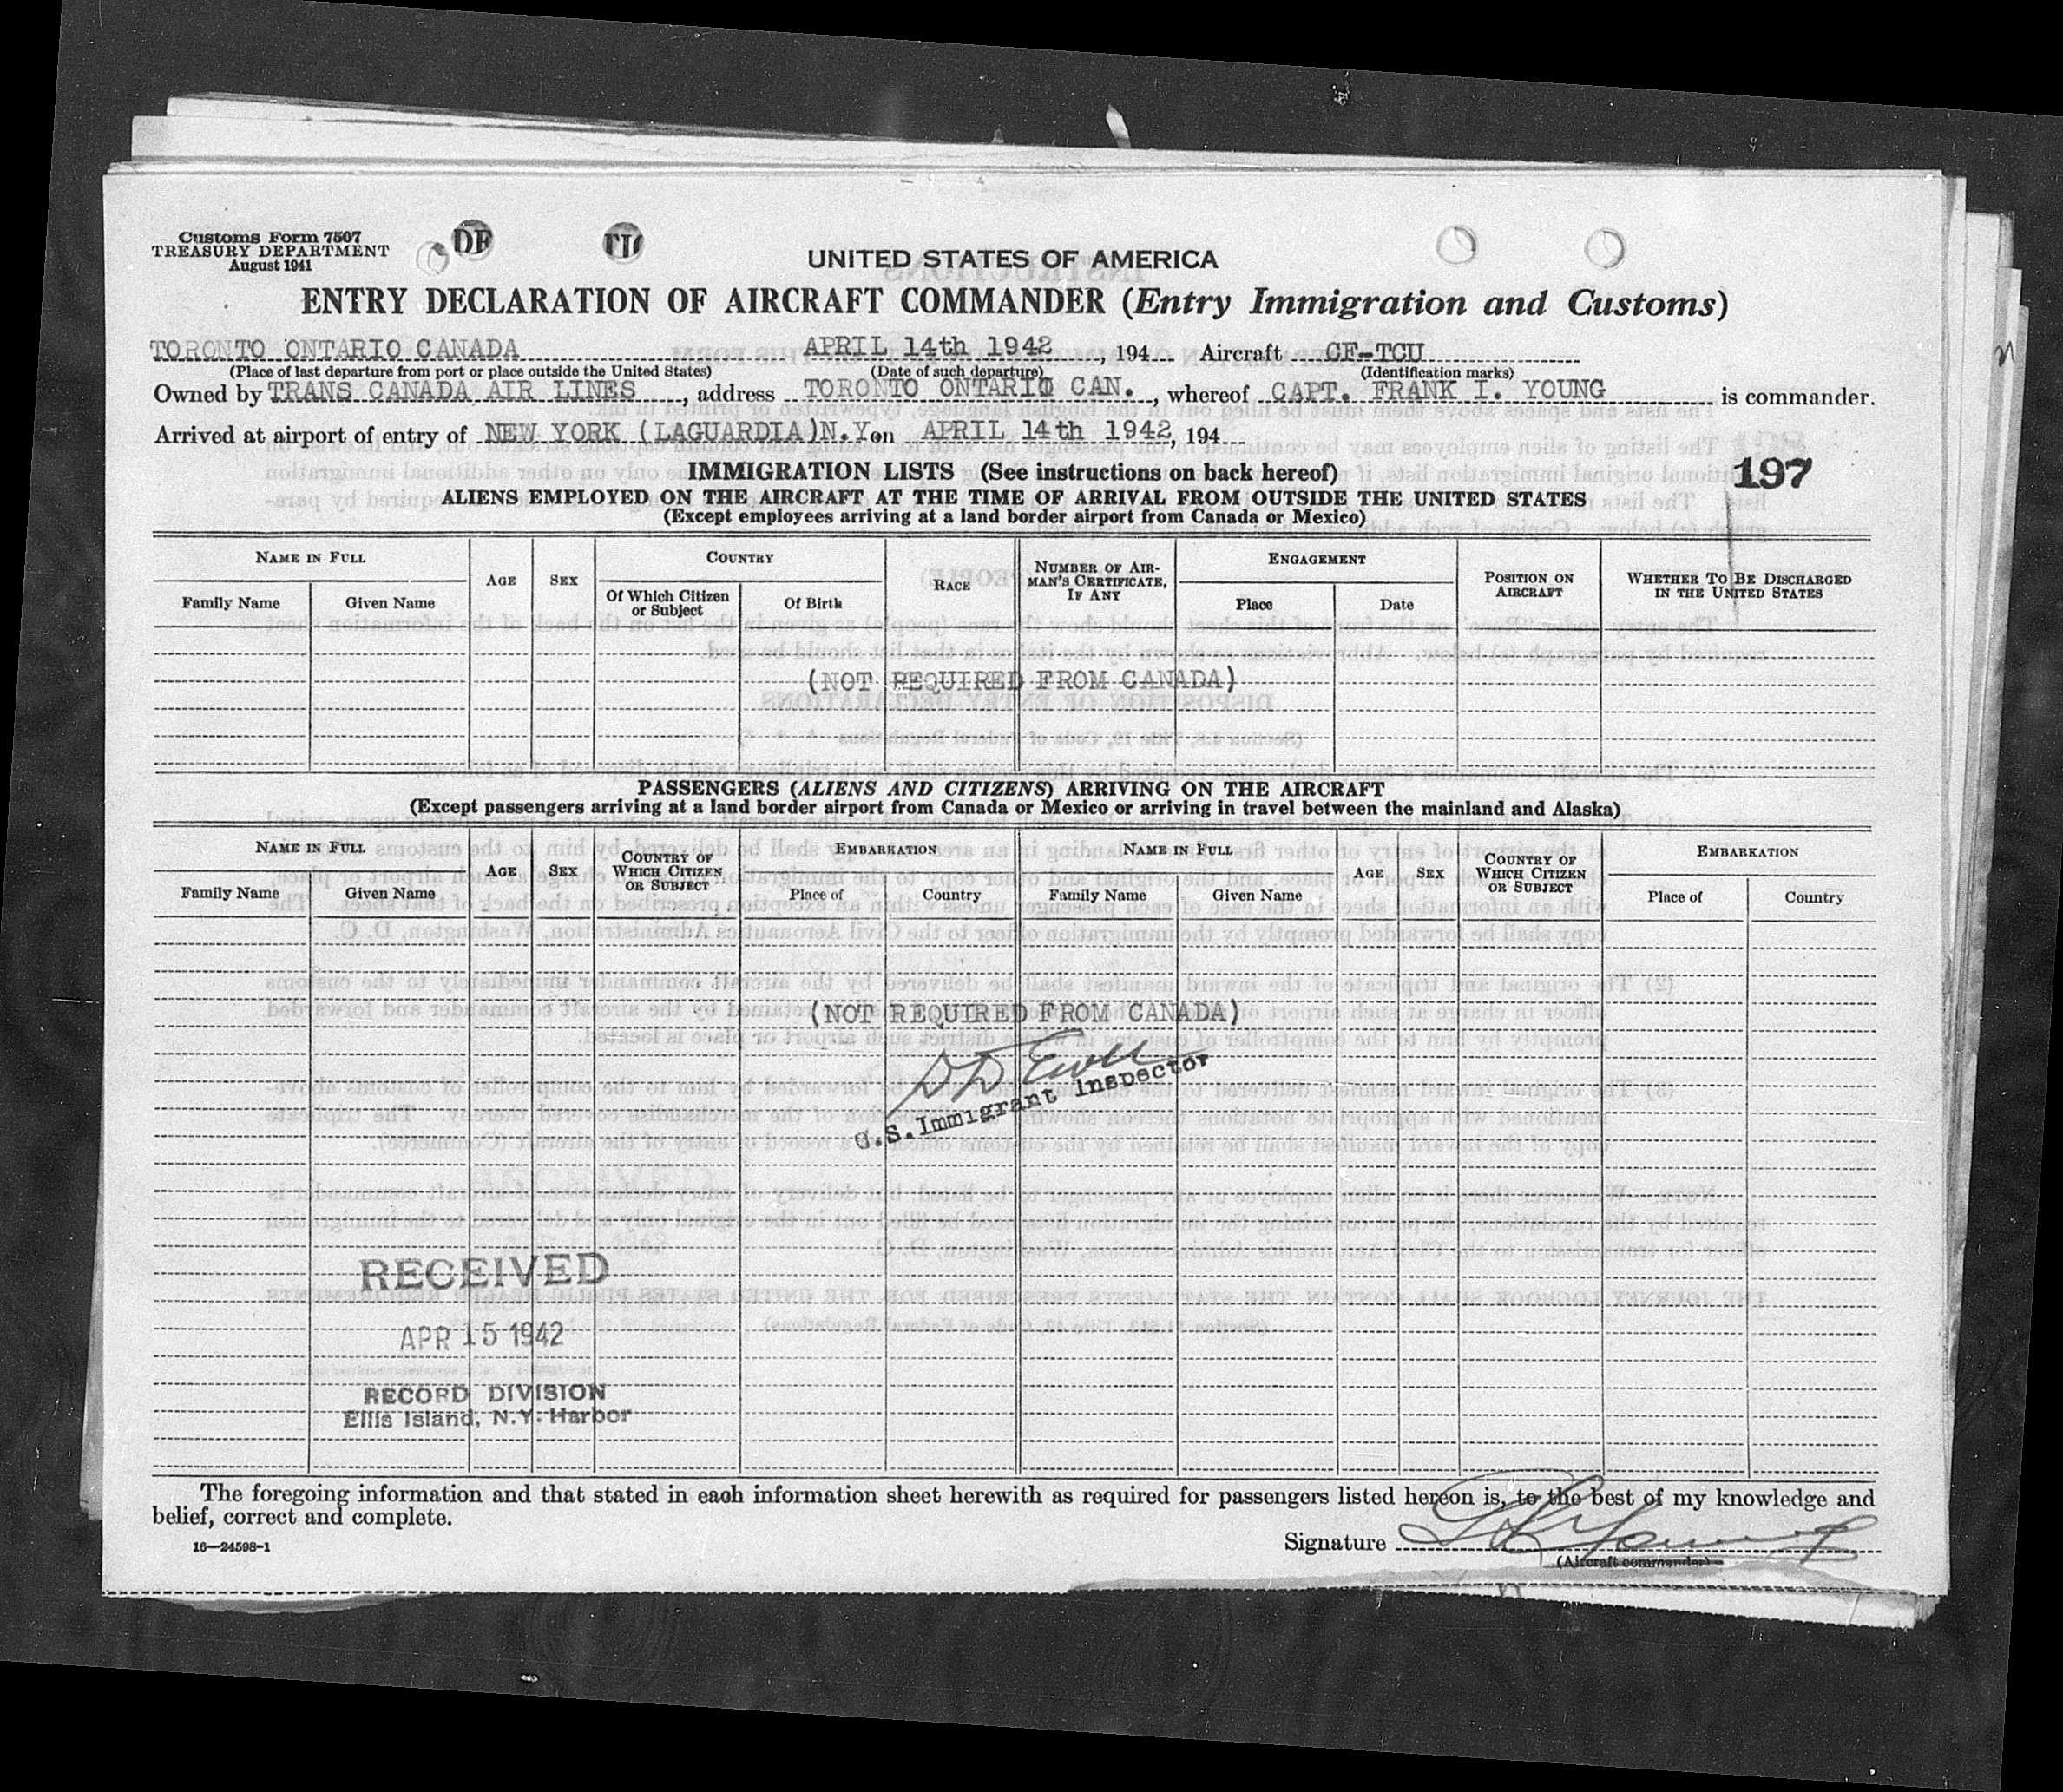 Customs Form 7507
TREASURY DEPARTMENT
August 1941
UNITED STATES OF AMERICA
ENTRY DECLARATION OF AIRCRAFT COMMANDER (Entry Immigration and Customs)
TORONTO ONTARIO CANADA APRIL 14th 1942, 194 Aircraft CF-TCU
(Place of last departure from port or place outside the United States) (Date of such departure) (Identification marks)
Owned by TRANS CANADA AIR LINES, address TORONTO ONTARIO CAN., whereof CAPT. FRANK I. YOUNG is commander.
Arrived at airport of entry of NEW YORK (LAGUARDIA)N.Y. on APRIL 14th 1942, 194
IMMIGRATION LISTS (See instructions on back hereof)
197
ALIENS EMPLOYED ON THE AIRCRAFT AT THE TIME OF ARRIVAL FROM OUTSIDE THE UNITED STATES
(Except employees arriving at a land border airport from Canada or Mexico)
NAME IN FULL AGE SEX COUNTRY RACE NUMBER OF AIRMAN'S CERTIFICATE, IF ANY ENGAGEMENT POSITION ON AIRCRAFT WHETHER TO BE DISCHARGED IN THE UNITED STATES
Family Name Given Name Of Which Citizen or Subject Of Birth Place Date
(NOT REQUIRED FROM CANADA)
PASSENGERS (ALIENS AND CITIZENS) ARRIVING ON THE AIRCRAFT
(Except passengers arriving at a land border airport from Canada or Mexico or arriving in travel between the mainland and Alaska)
NAME IN FULL AGE SEX COUNTRY OF WHICH CITIZEN OR SUBJECT EMBARKATION NAME IN FULL AGE SEX COUNTRY OF WHICH CITIZEN OR SUBJECT EMBARKATION
Family Name Given Name Place of Country Family Name Given Name Place of Country
(NOT REQUIRED FROM CANADA)
U.S. Immigrant Inspector
RECEIVED
APR 15 1942
RECORD DIVISION
Ellis Island, N.Y. Harbor
The foregoing information and that stated in each information sheet herewith as required for passengers listed hereon is, to the best of my knowledge and
belief, correct and complete.
16—24598-1
Signature
(Aircraft commander)